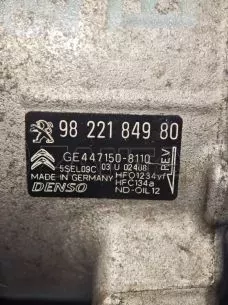 98 221 849 80
GE447150-8110
5SEL09C 03 U 02408
MADE IN GERMANY
HFO1234yf
HFC134a
DENSO
ND-OIL12
REV